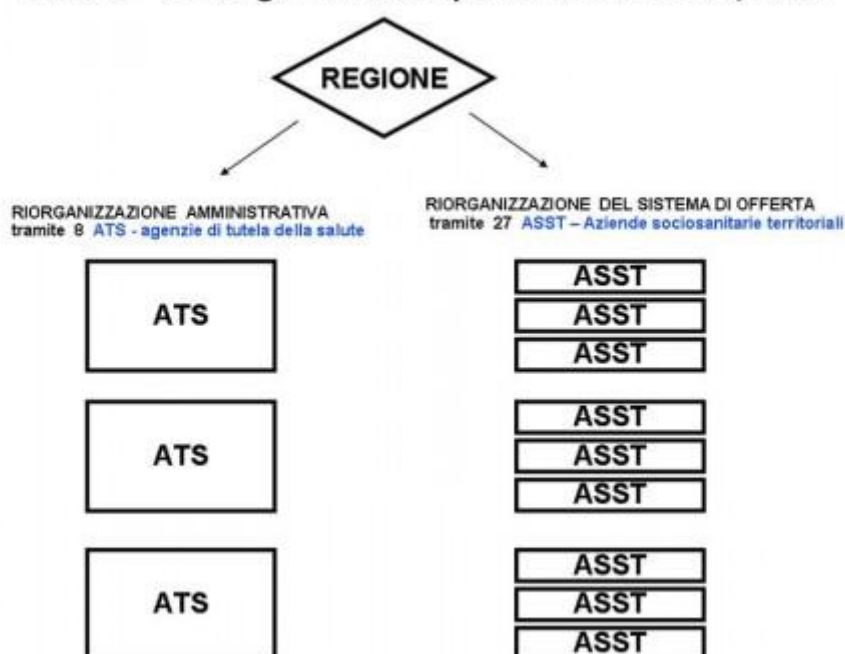 REGIONE
RIORGANIZZAZIONE AMMINISTRATIVA
tramite 8 ATS - agenzie di tutela della salute
RIORGANIZZAZIONE DEL SISTEMA DI OFFERTA
tramite 27 ASST – Aziende sociosanitarie territoriali
ATS
ASST
ASST
ASST
ATS
ASST
ASST
ASST
ATS
ASST
ASST
ASST